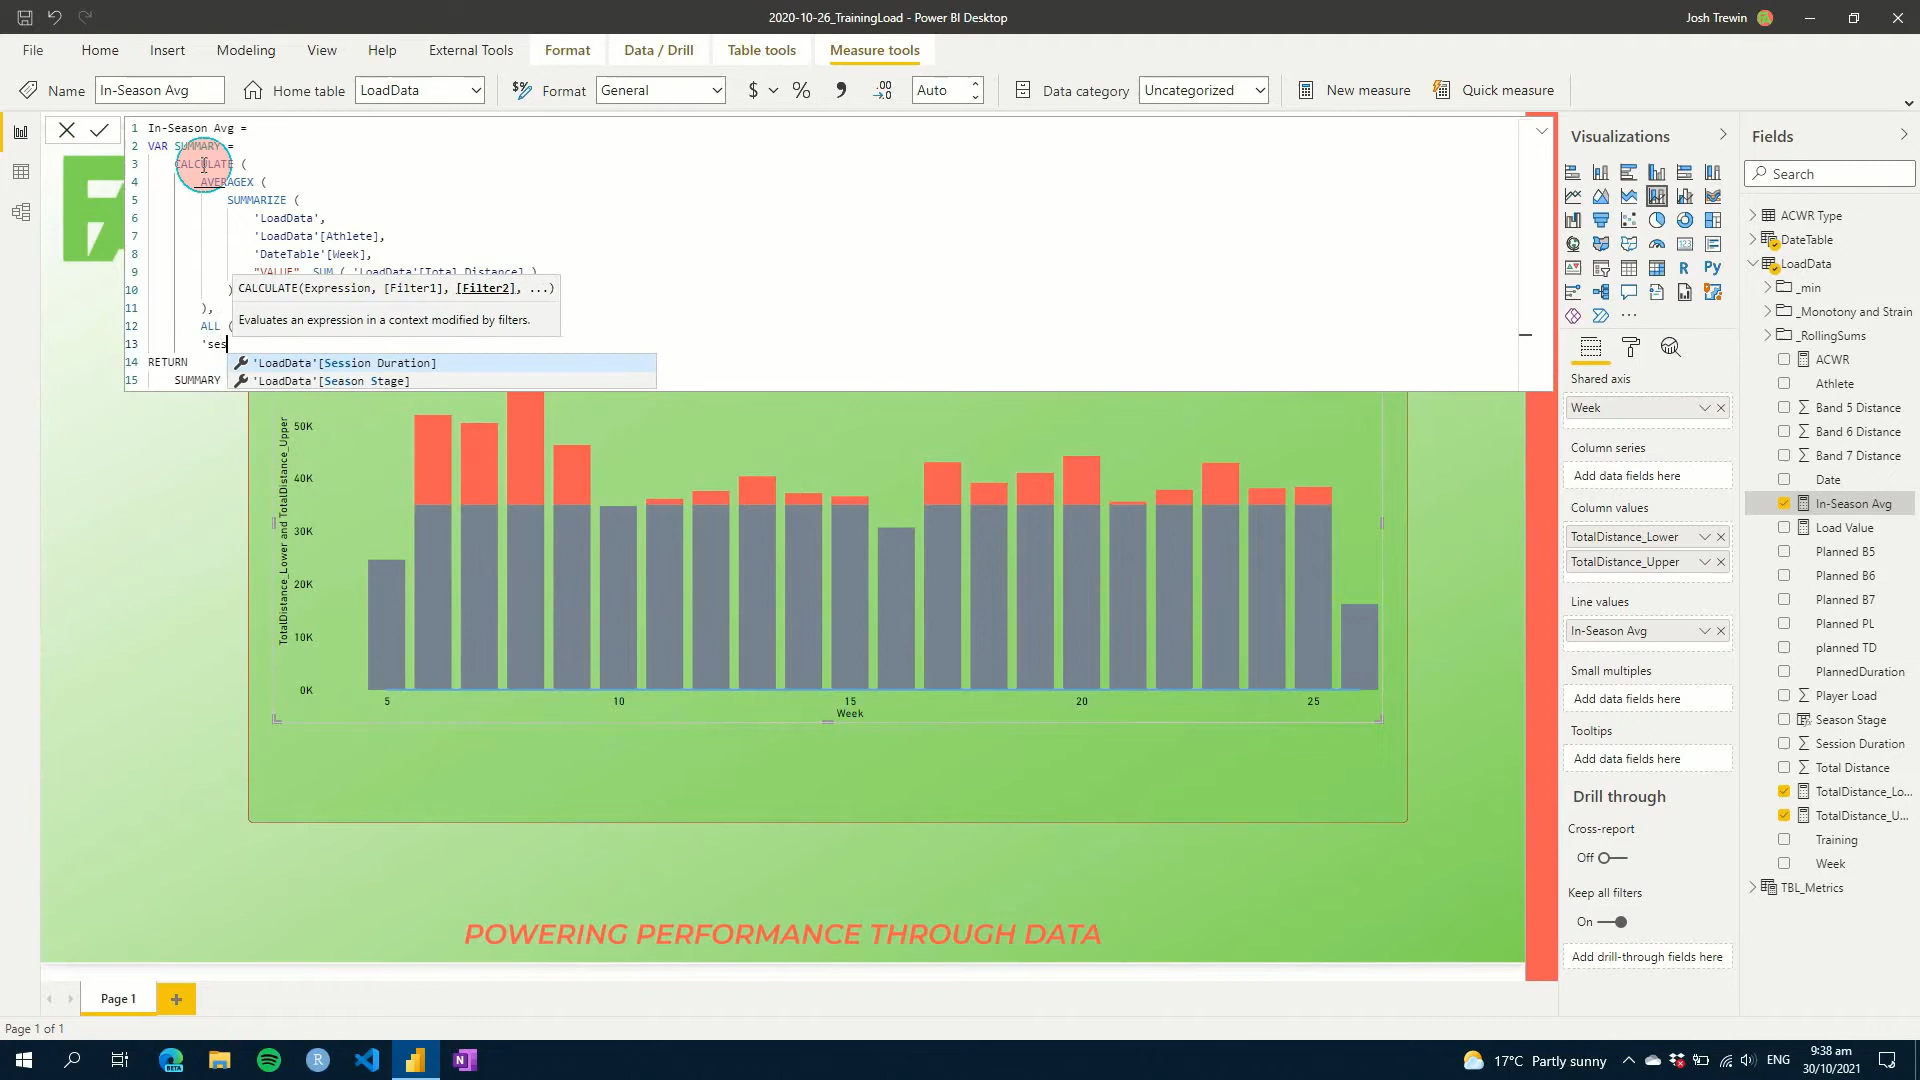 2020-10-26_TrainingLoad - Power BI Desktop
Josh Trewin
File Home Insert Modeling View Help External Tools Format Data / Drill Table tools Measure tools
Name In-Season Avg Home table LoadData Format General $ % Auto Data category Uncategorized New measure Quick measure
1 In-Season Avg =
2 VAR SUMMARY =
3 CALCULATE (
4 AVERAGEX (
5 SUMMARIZE (
6 'LoadData',
7 'LoadData'[Athlete],
8 'DateTable'[Week],
9 "VALUE", SUM ( 'LoadData'[Total Distance] )
10 )
11 ),
12 ALL (
13 'ses
14 RETURN
15 SUMMARY
CALCULATE(Expression, [Filter1], [Filter2], ...)
Evaluates an expression in a context modified by filters.
'LoadData'[Session Duration]
'LoadData'[Season Stage]
TotalDistance_Lower and TotalDistance_Upper
50K
40K
30K
20K
10K
0K
5 10 15 20 25
Week
POWERING PERFORMANCE THROUGH DATA
Page 1
Page 1 of 1
Visualizations
R Py
Shared axis
Week
Column series
Add data fields here
Column values
TotalDistance_Lower
TotalDistance_Upper
Line values
In-Season Avg
Small multiples
Add data fields here
Tooltips
Add data fields here
Drill through
Cross-report
Off
Keep all filters
On
Add drill-through fields here
Fields
Search
ACWR Type
DateTable
LoadData
_min
_Monotony and Strain
_RollingSums
ACWR
Athlete
Band 5 Distance
Band 6 Distance
Band 7 Distance
Date
In-Season Avg
Load Value
Planned B5
Planned B6
Planned B7
Planned PL
planned TD
PlannedDuration
Player Load
Season Stage
Session Duration
Total Distance
TotalDistance_Lo...
TotalDistance_U...
Training
Week
TBL_Metrics
17°C Partly sunny
ENG
9:38 am
30/10/2021